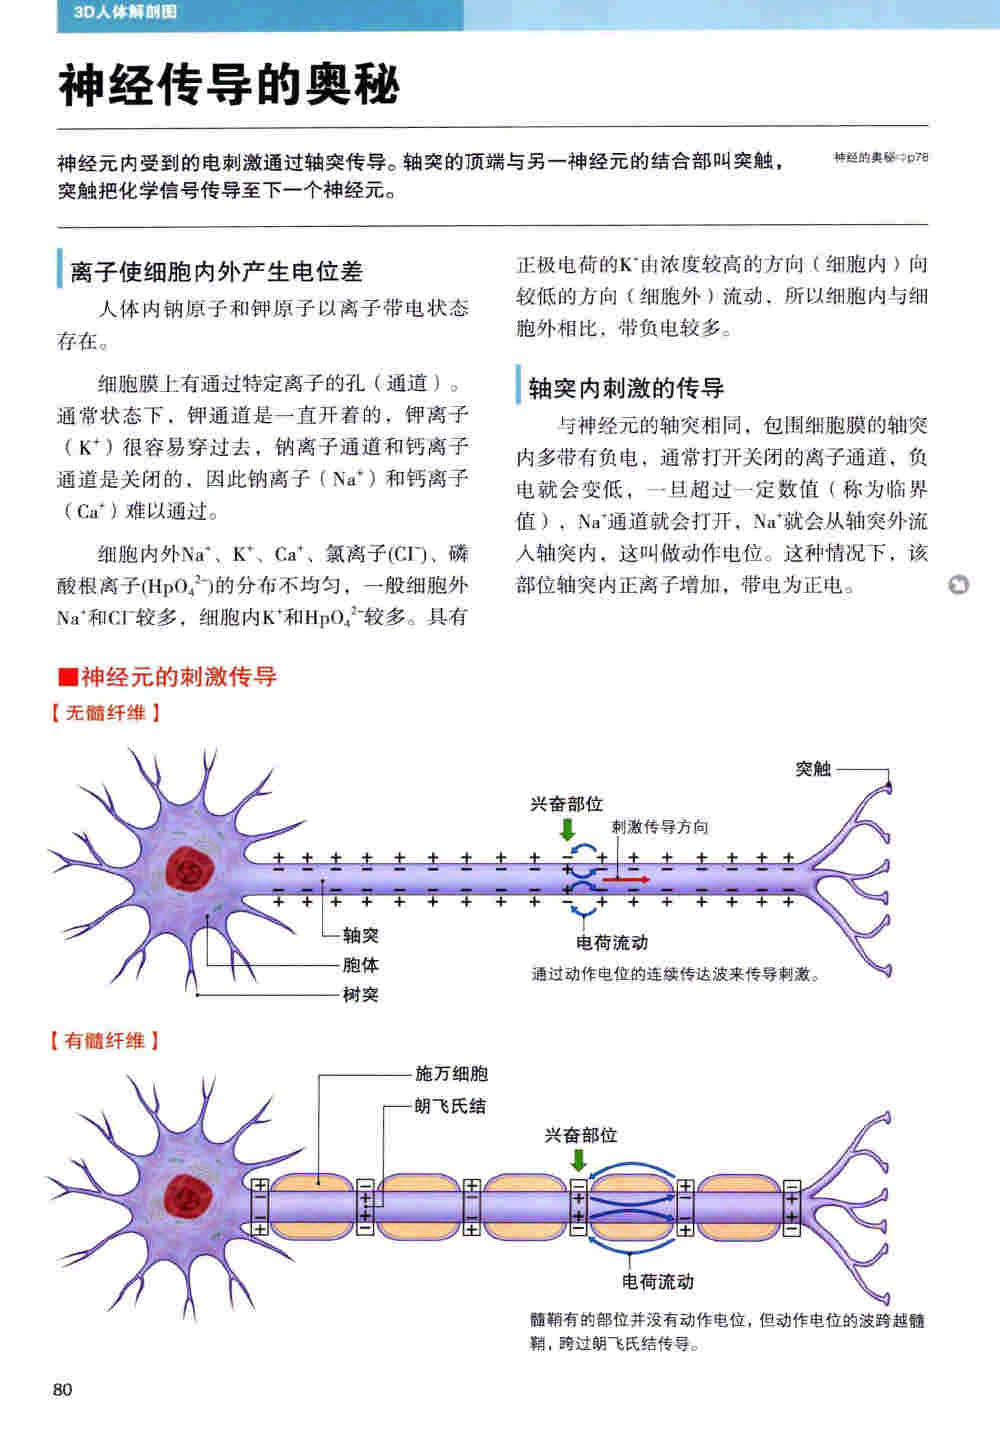 3D人体解剖图
神经传导的奥秘
神经元内受到的电刺激通过轴突传导。轴突的顶端与另一神经元的结合部叫突触，
突触把化学信号传导至下一个神经元。
神经的奥秘⇨p78
离子使细胞内外产生电位差
人体内钠原子和钾原子以离子带电状态
存在。
细胞膜上有通过特定离子的孔（通道）。
通常状态下，钾通道是一直开着的，钾离子
（K⁺）很容易穿过去，钠离子通道和钙离子
通道是关闭的，因此钠离子（Na⁺）和钙离子
（Ca⁺）难以通过。
细胞内外Na⁺、K⁺、Ca⁺、氯离子(Cl⁻)、磷
酸根离子(HpO₄²⁻)的分布不均匀，一般细胞外
Na⁺和Cl⁻较多，细胞内K⁺和HpO₄²⁻较多。具有
正极电荷的K⁺由浓度较高的方向（细胞内）向
较低的方向（细胞外）流动，所以细胞内与细
胞外相比，带负电较多。
轴突内刺激的传导
与神经元的轴突相同，包围细胞膜的轴突
内多带有负电，通常打开关闭的离子通道，负
电就会变低，一旦超过一定数值（称为临界
值），Na⁺通道就会打开，Na⁺就会从轴突外流
入轴突内，这叫做动作电位。这种情况下，该
部位轴突内正离子增加，带电为正电。
■神经元的刺激传导
【无髓纤维】
突触
兴奋部位
刺激传导方向
轴突
胞体
树突
电荷流动
通过动作电位的连续传达波来传导刺激。
【有髓纤维】
施万细胞
朗飞氏结
兴奋部位
电荷流动
髓鞘有的部位并没有动作电位，但动作电位的波跨越髓
鞘，跨过朗飞氏结传导。
80